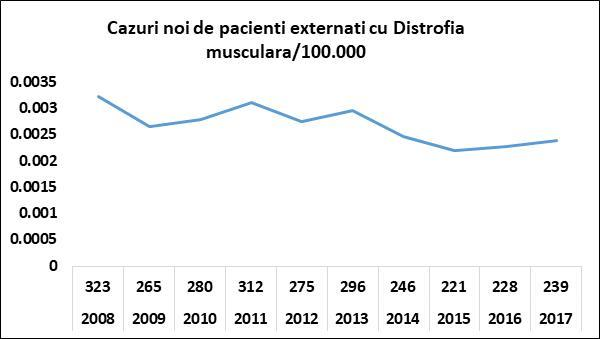 Cazuri noi de pacienti externati cu Distrofia
musculara/100.000
0.0035
0.003
0.0025
0.002
0.0015
0.001
0.0005
0
323 265 280 312 275 296 246 221 228 239
2008 2009 2010 2011 2012 2013 2014 2015 2016 2017